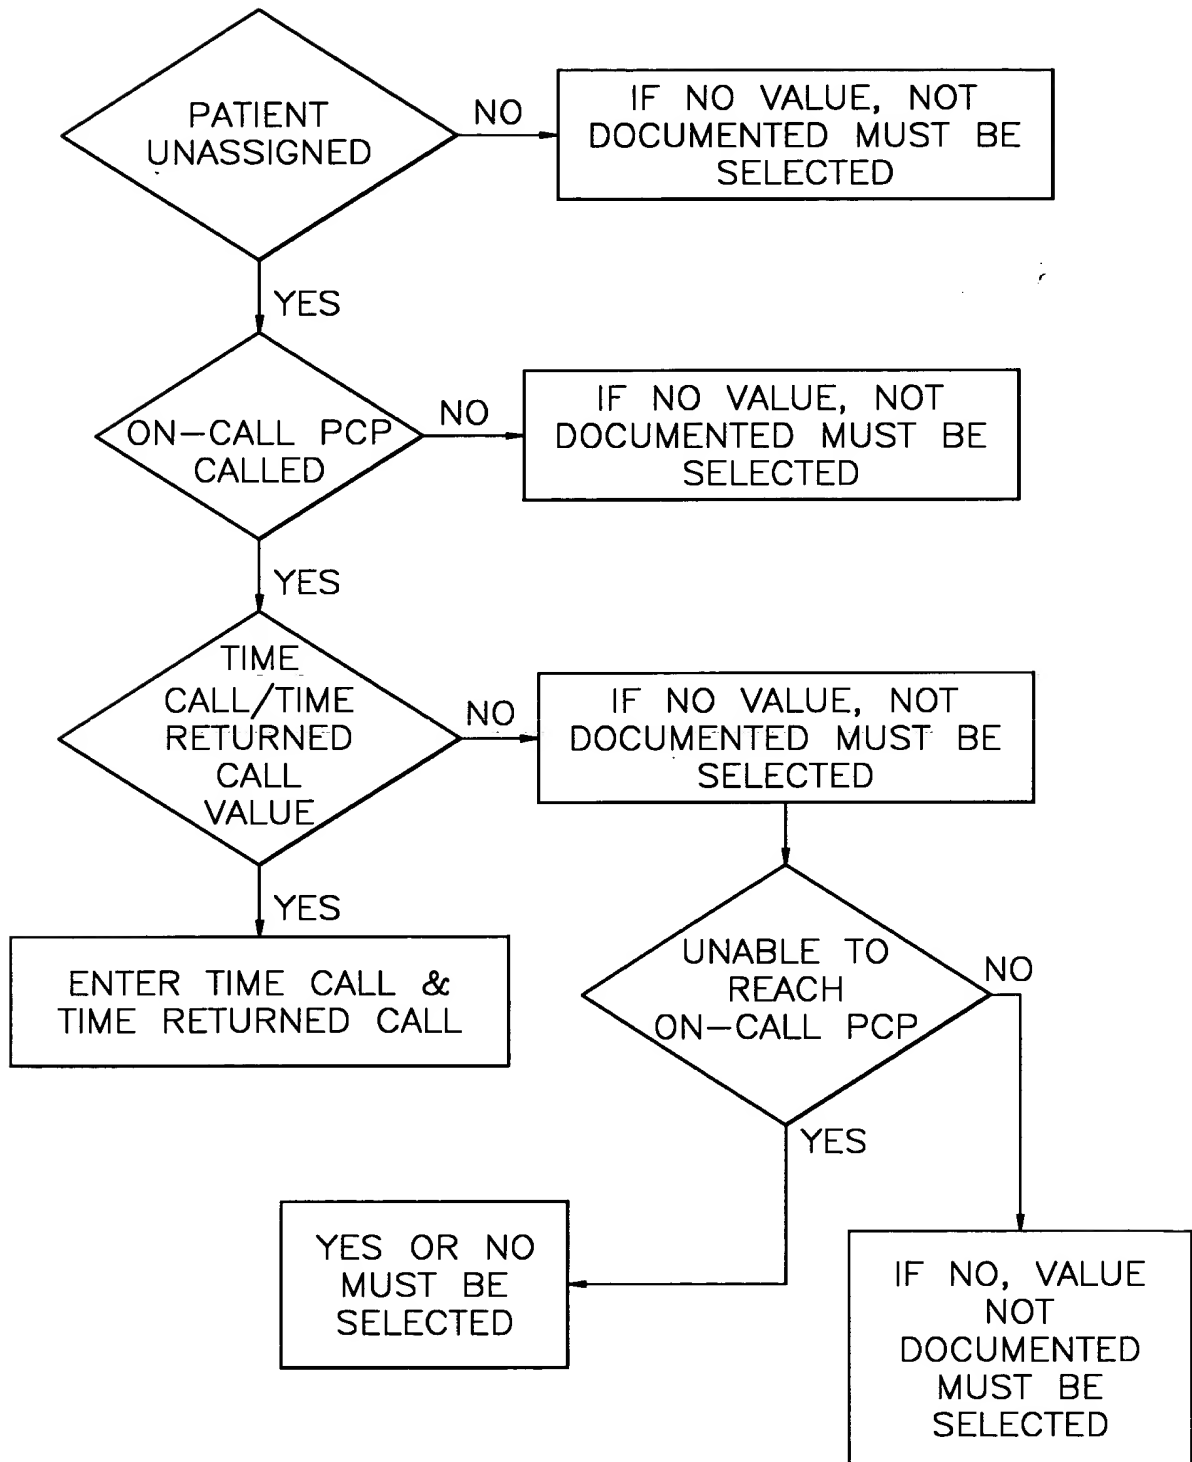 PATIENT
UNASSIGNED
NO
IF NO VALUE, NOT
DOCUMENTED MUST BE
SELECTED
YES
ON-CALL PCP
CALLED
NO
IF NO VALUE, NOT
DOCUMENTED MUST BE
SELECTED
YES
TIME
CALL/TIME
RETURNED
CALL
VALUE
NO
IF NO VALUE, NOT
DOCUMENTED MUST BE
SELECTED
YES
ENTER TIME CALL &
TIME RETURNED CALL
UNABLE TO
REACH
ON-CALL PCP
NO
YES
YES OR NO
MUST BE
SELECTED
IF NO, VALUE
NOT
DOCUMENTED
MUST BE
SELECTED